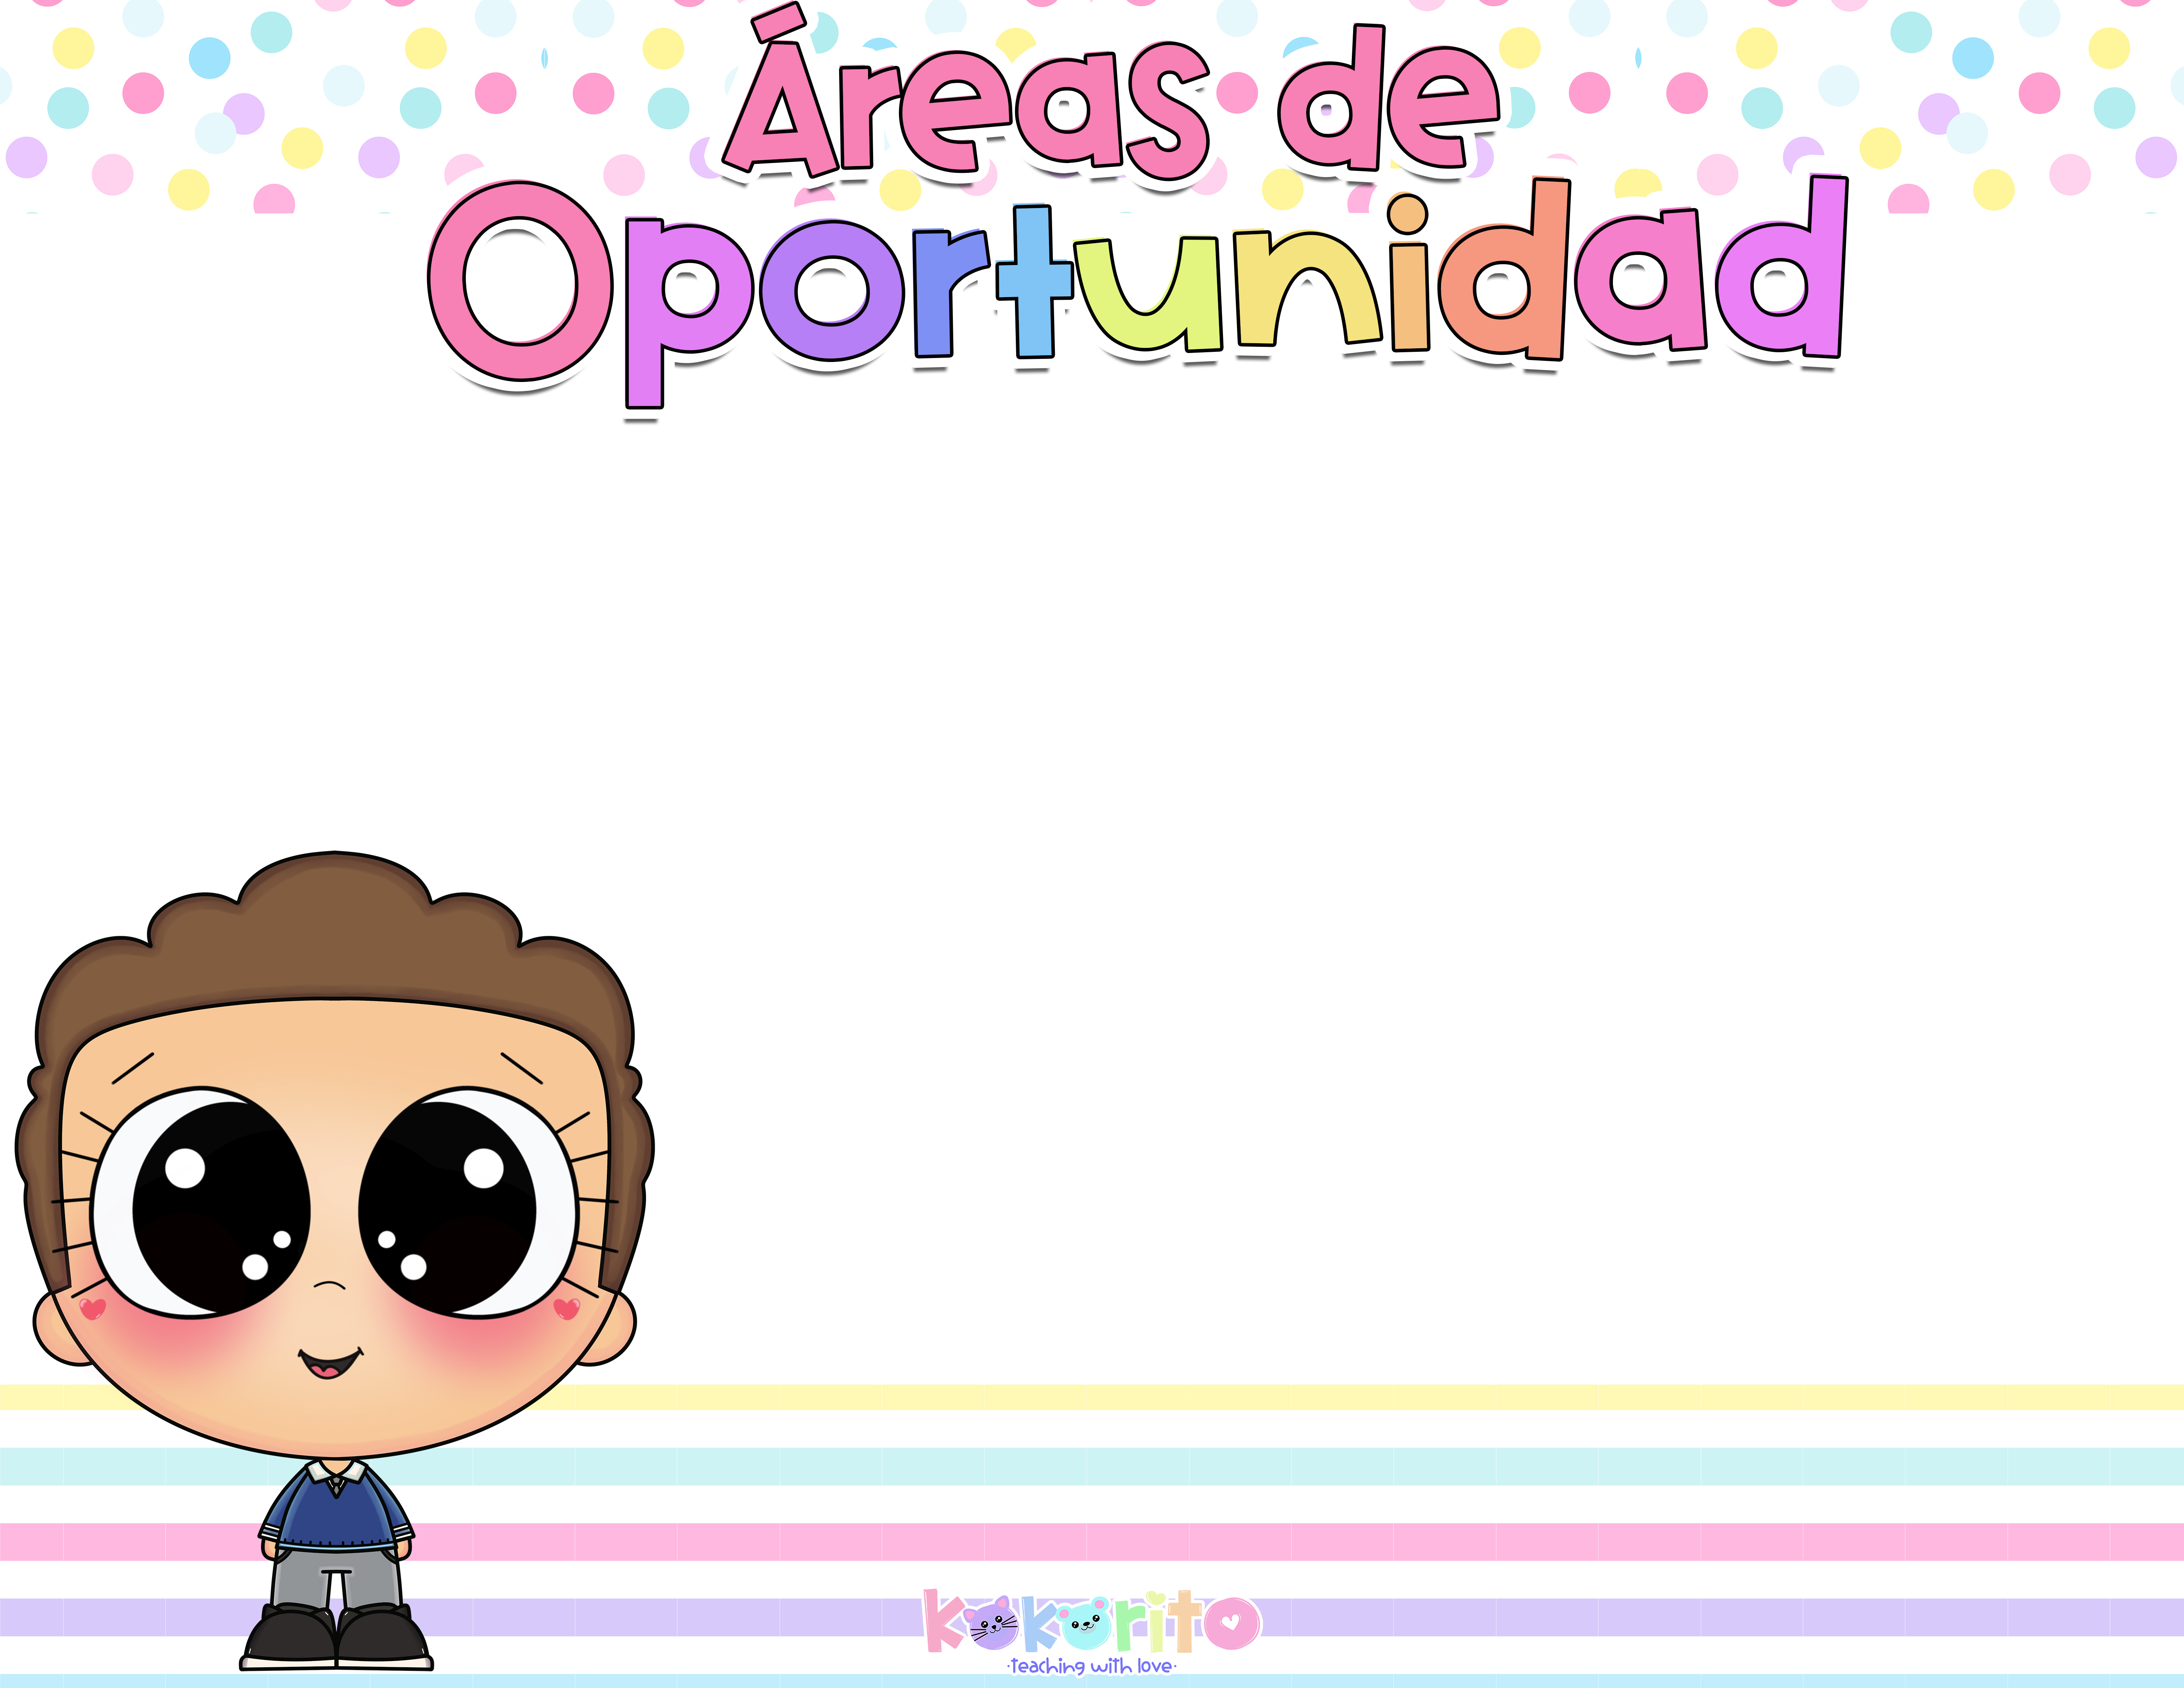 Áreas de
Oportunidad
kokorito
·teaching with love·